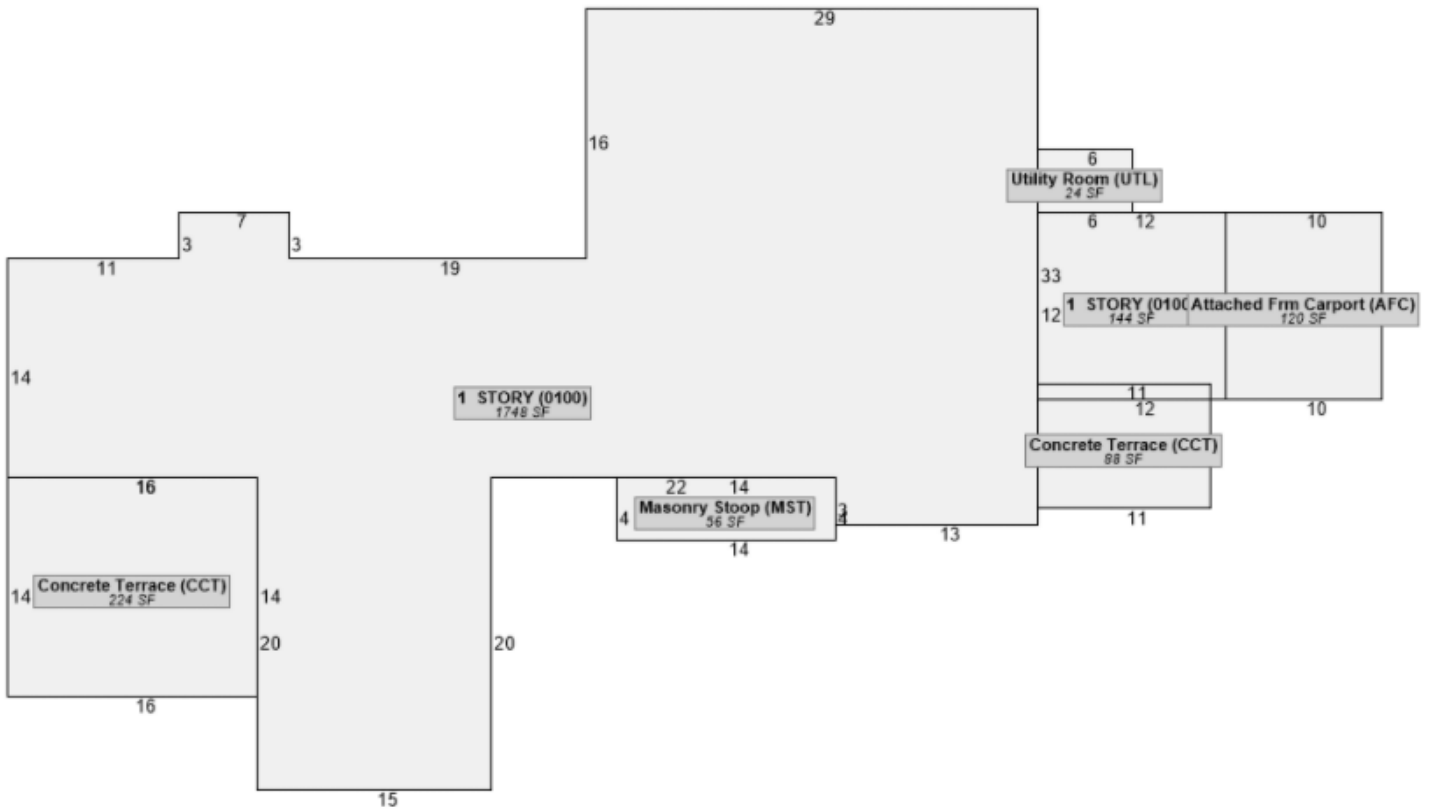 29
16
6
Utility Room (UTL)
24 SF
7
6
12
10
3
3
11
19
33
1 STORY (0100
144 SF
Attached Frm Carport (AFC)
120 SF
12
14
11
1 STORY (0100)
1748 SF
12
10
Concrete Terrace (CCT)
88 SF
16
22
14
Masonry Stoop (MST)
56 SF
4
3
4
11
13
14
Concrete Terrace (CCT)
224 SF
14
14
20
20
16
15